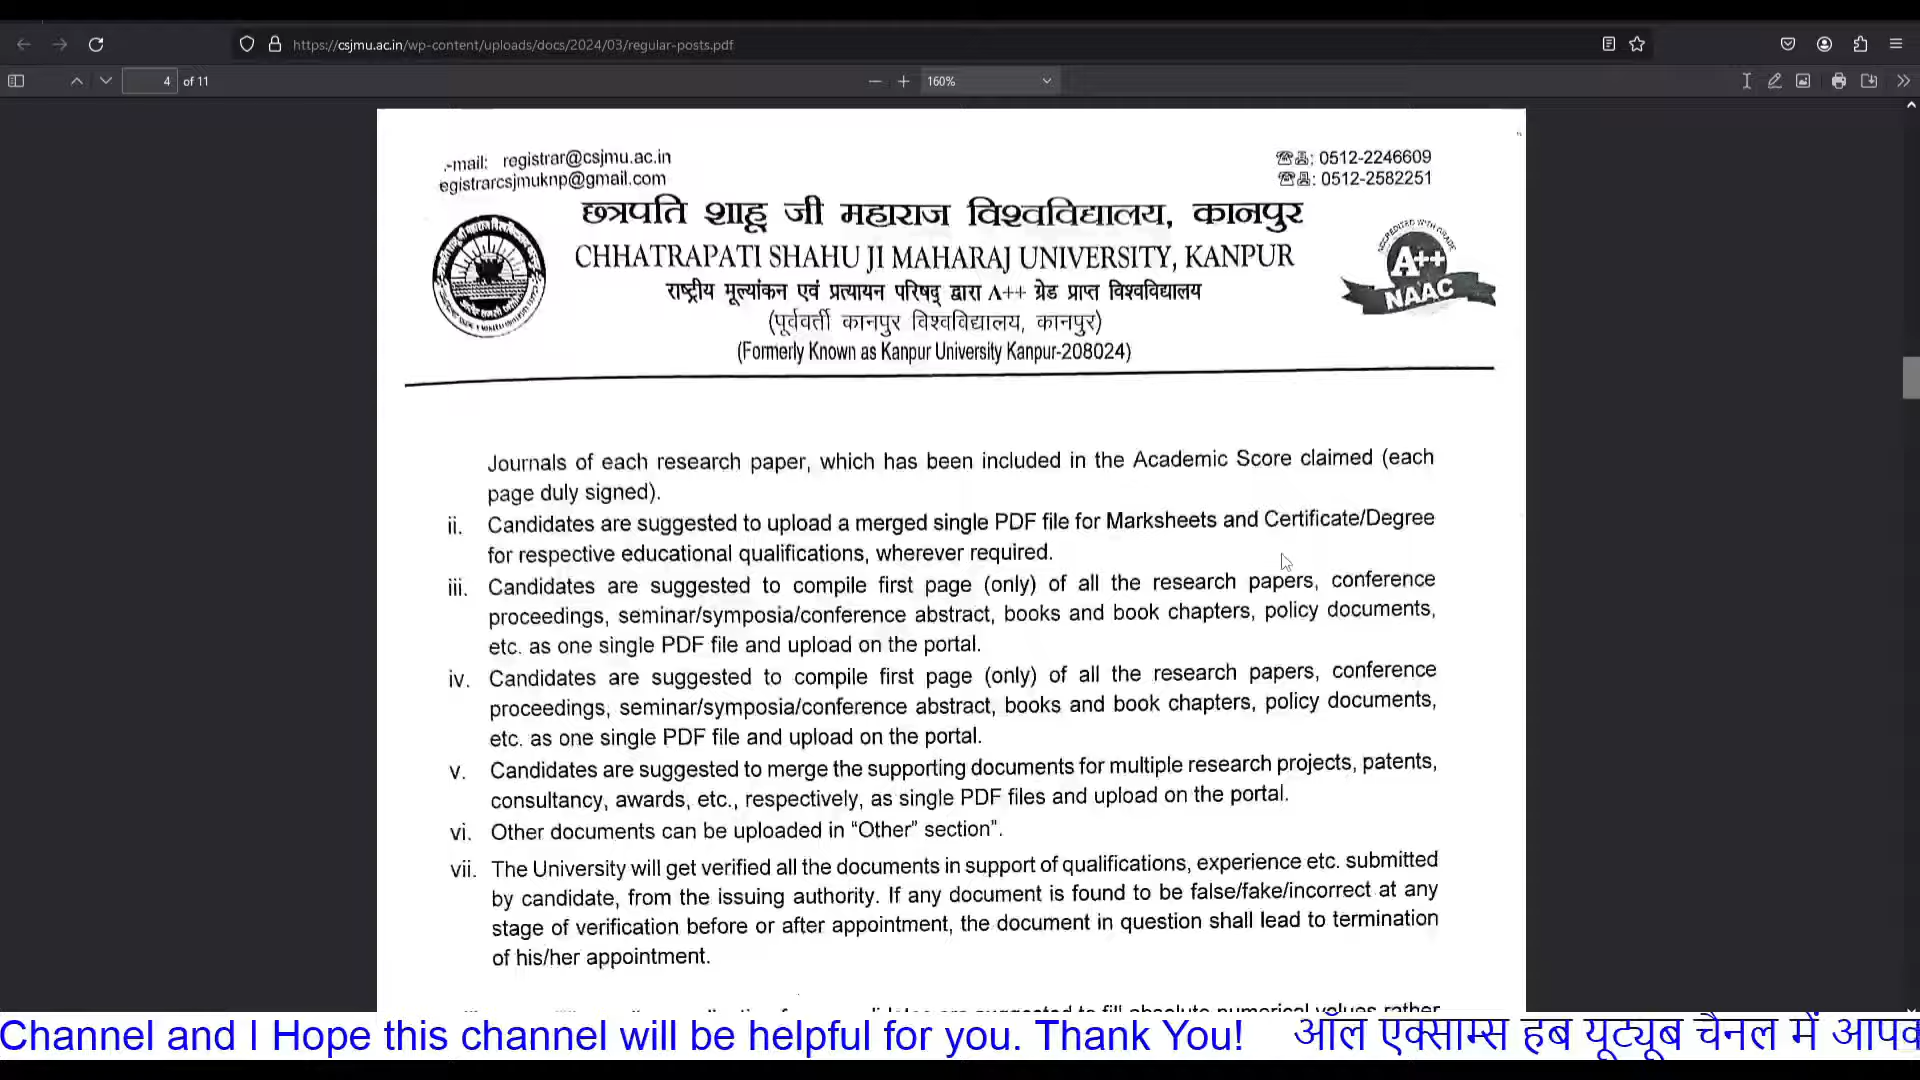 https://csjmu.ac.in/wp-content/uploads/docs/2024/03/regular-posts.pdf
4 of 11
160%
-mail: registrar@csjmu.ac.in
egistrarcsjmuknp@gmail.com
: 0512-2246609
: 0512-2582251
छत्रपति शाहू जी महाराज विश्वविद्यालय, कानपुर
CHHATRAPATI SHAHU JI MAHARAJ UNIVERSITY, KANPUR
राष्ट्रीय मूल्यांकन एवं प्रत्यायन परिषद् द्वारा A++ ग्रेड प्राप्त विश्वविद्यालय
(पूर्ववर्ती कानपुर विश्वविद्यालय, कानपुर)
(Formerly Known as Kanpur University Kanpur-208024)
ACCREDITED WITH GRADE
A++
NAAC
Journals of each research paper, which has been included in the Academic Score claimed (each
page duly signed).
ii. Candidates are suggested to upload a merged single PDF file for Marksheets and Certificate/Degree
for respective educational qualifications, wherever required.
iii. Candidates are suggested to compile first page (only) of all the research papers, conference
proceedings, seminar/symposia/conference abstract, books and book chapters, policy documents,
etc. as one single PDF file and upload on the portal.
iv. Candidates are suggested to compile first page (only) of all the research papers, conference
proceedings, seminar/symposia/conference abstract, books and book chapters, policy documents,
etc. as one single PDF file and upload on the portal.
v. Candidates are suggested to merge the supporting documents for multiple research projects, patents,
consultancy, awards, etc., respectively, as single PDF files and upload on the portal.
vi. Other documents can be uploaded in “Other” section”.
vii. The University will get verified all the documents in support of qualifications, experience etc. submitted
by candidate, from the issuing authority. If any document is found to be false/fake/incorrect at any
stage of verification before or after appointment, the document in question shall lead to termination
of his/her appointment.
Channel and I Hope this channel will be helpful for you. Thank You! ऑल एक्साम्स हब यूट्यूब चैनल में आपक